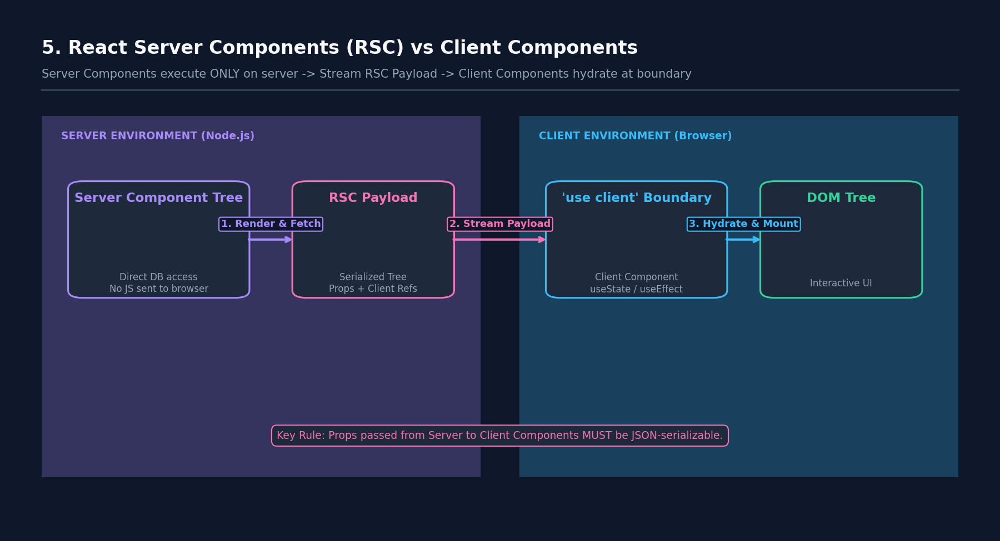 5. React Server Components (RSC) vs Client Components
Server Components execute ONLY on server -> Stream RSC Payload -> Client Components hydrate at boundary
SERVER ENVIRONMENT (Node.js)
CLIENT ENVIRONMENT (Browser)
Server Component Tree
RSC Payload
'use client' Boundary
DOM Tree
1. Render & Fetch
2. Stream Payload
3. Hydrate & Mount
Direct DB access
No JS sent to browser
Serialized Tree
Props + Client Refs
Client Component
useState / useEffect
Interactive UI
Key Rule: Props passed from Server to Client Components MUST be JSON-serializable.